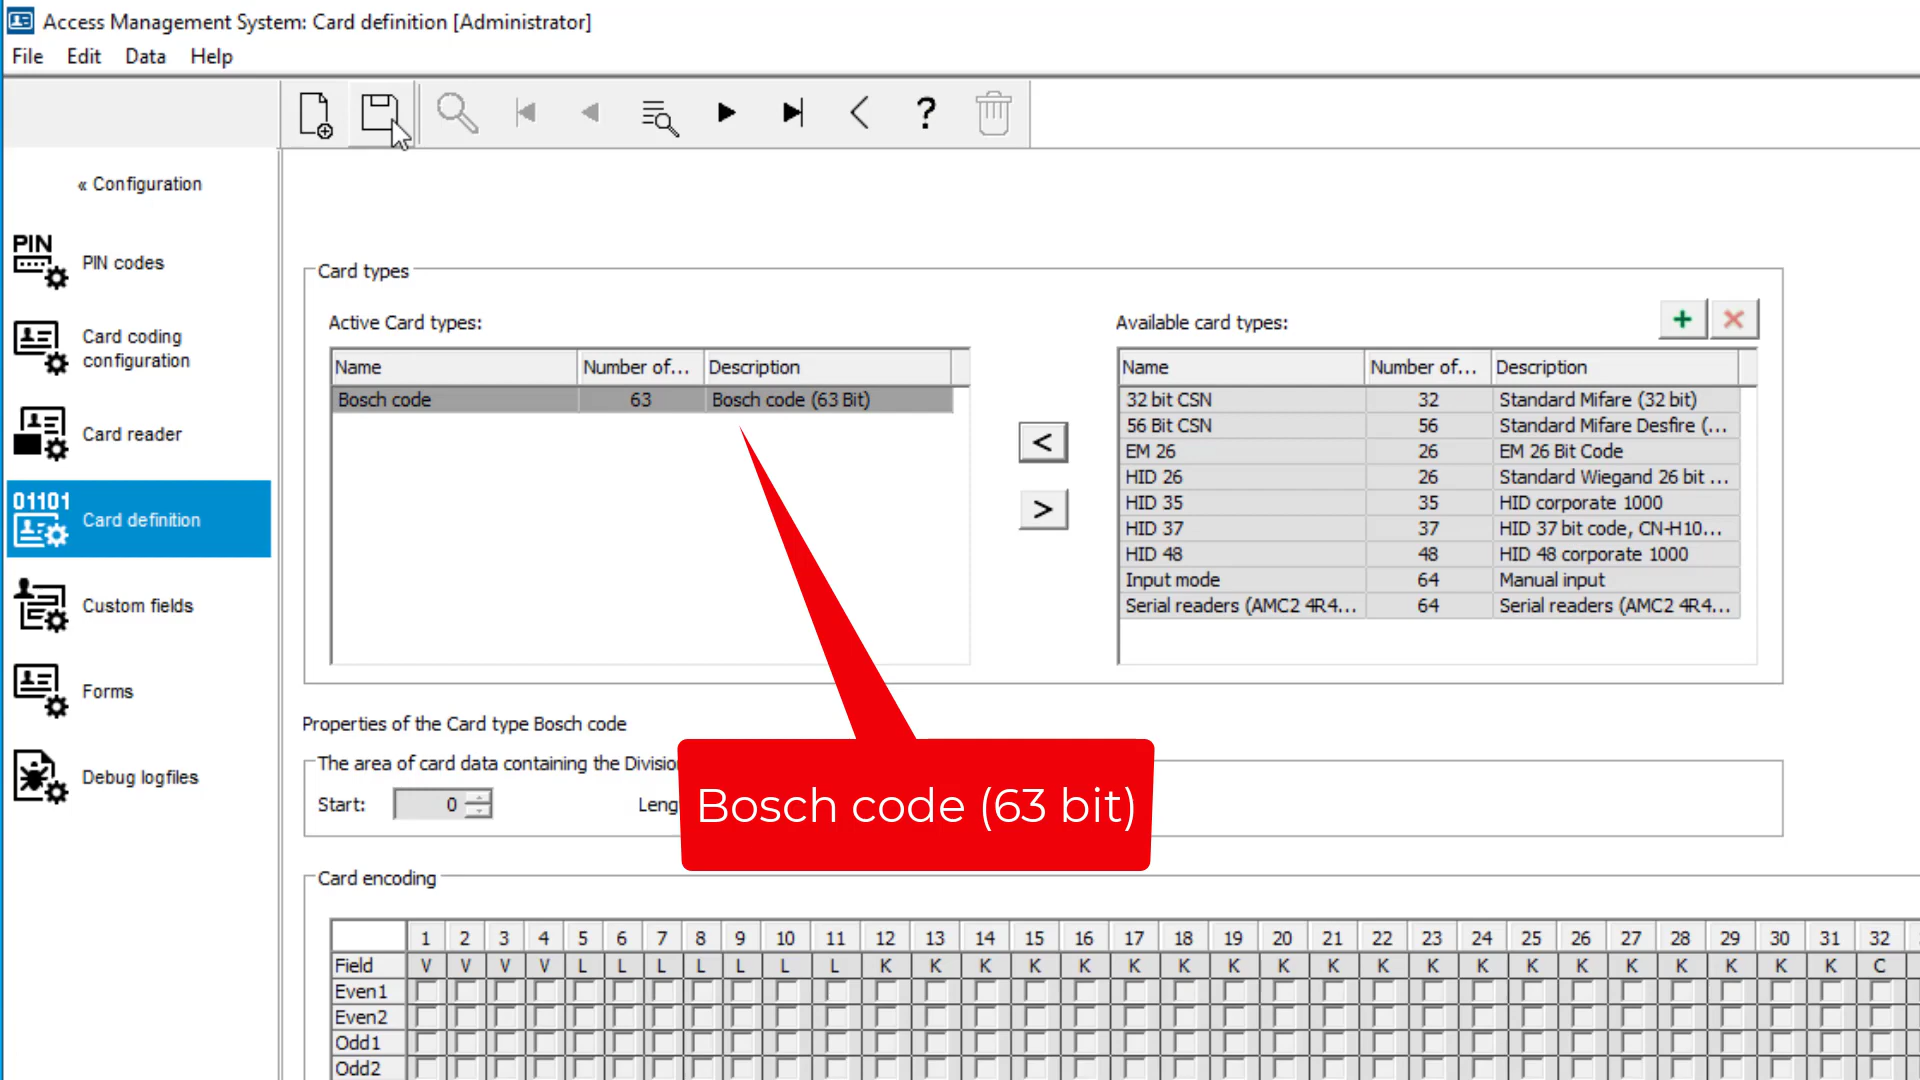 Access Management System: Card definition [Administrator]
File Edit Data Help
?
« Configuration
PIN
PIN codes
Card coding
configuration
Card reader
01101
Card definition
Custom fields
Forms
Debug logfiles
Card types
Active Card types:
Name Number of... Description
Bosch code 63 Bosch code (63 Bit)
<
>
Available card types:
Name Number of... Description
32 bit CSN 32 Standard Mifare (32 bit)
56 Bit CSN 56 Standard Mifare Desfire (...
EM 26 26 EM 26 Bit Code
HID 26 26 Standard Wiegand 26 bit ...
HID 35 35 HID corporate 1000
HID 37 37 HID 37 bit code, CN-H10...
HID 48 48 HID 48 corporate 1000
Input mode 64 Manual input
Serial readers (AMC2 4R4... 64 Serial readers (AMC2 4R4...
Properties of the Card type Bosch code
The area of card data containing the Divisio
Start: 0 Leng
Bosch code (63 bit)
Card encoding
1 2 3 4 5 6 7 8 9 10 11 12 13 14 15 16 17 18 19 20 21 22 23 24 25 26 27 28 29 30 31 32
Field V V V V L L L L L L L K K K K K K K K K K K K K K K K K K K K C
Even1
Even2
Odd1
Odd2